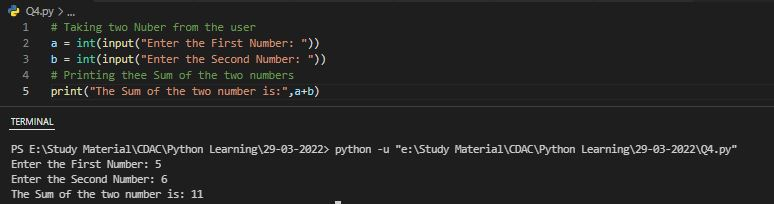 Q4.py > ...
1 # Taking two Nuber from the user
2 a = int(input("Enter the First Number: "))
3 b = int(input("Enter the Second Number: "))
4 # Printing thee Sum of the two numbers
5 print("The Sum of the two number is:",a+b)
TERMINAL
PS E:\Study Material\CDAC\Python Learning\29-03-2022> python -u "e:\Study Material\CDAC\Python Learning\29-03-2022\Q4.py"
Enter the First Number: 5
Enter the Second Number: 6
The Sum of the two number is: 11